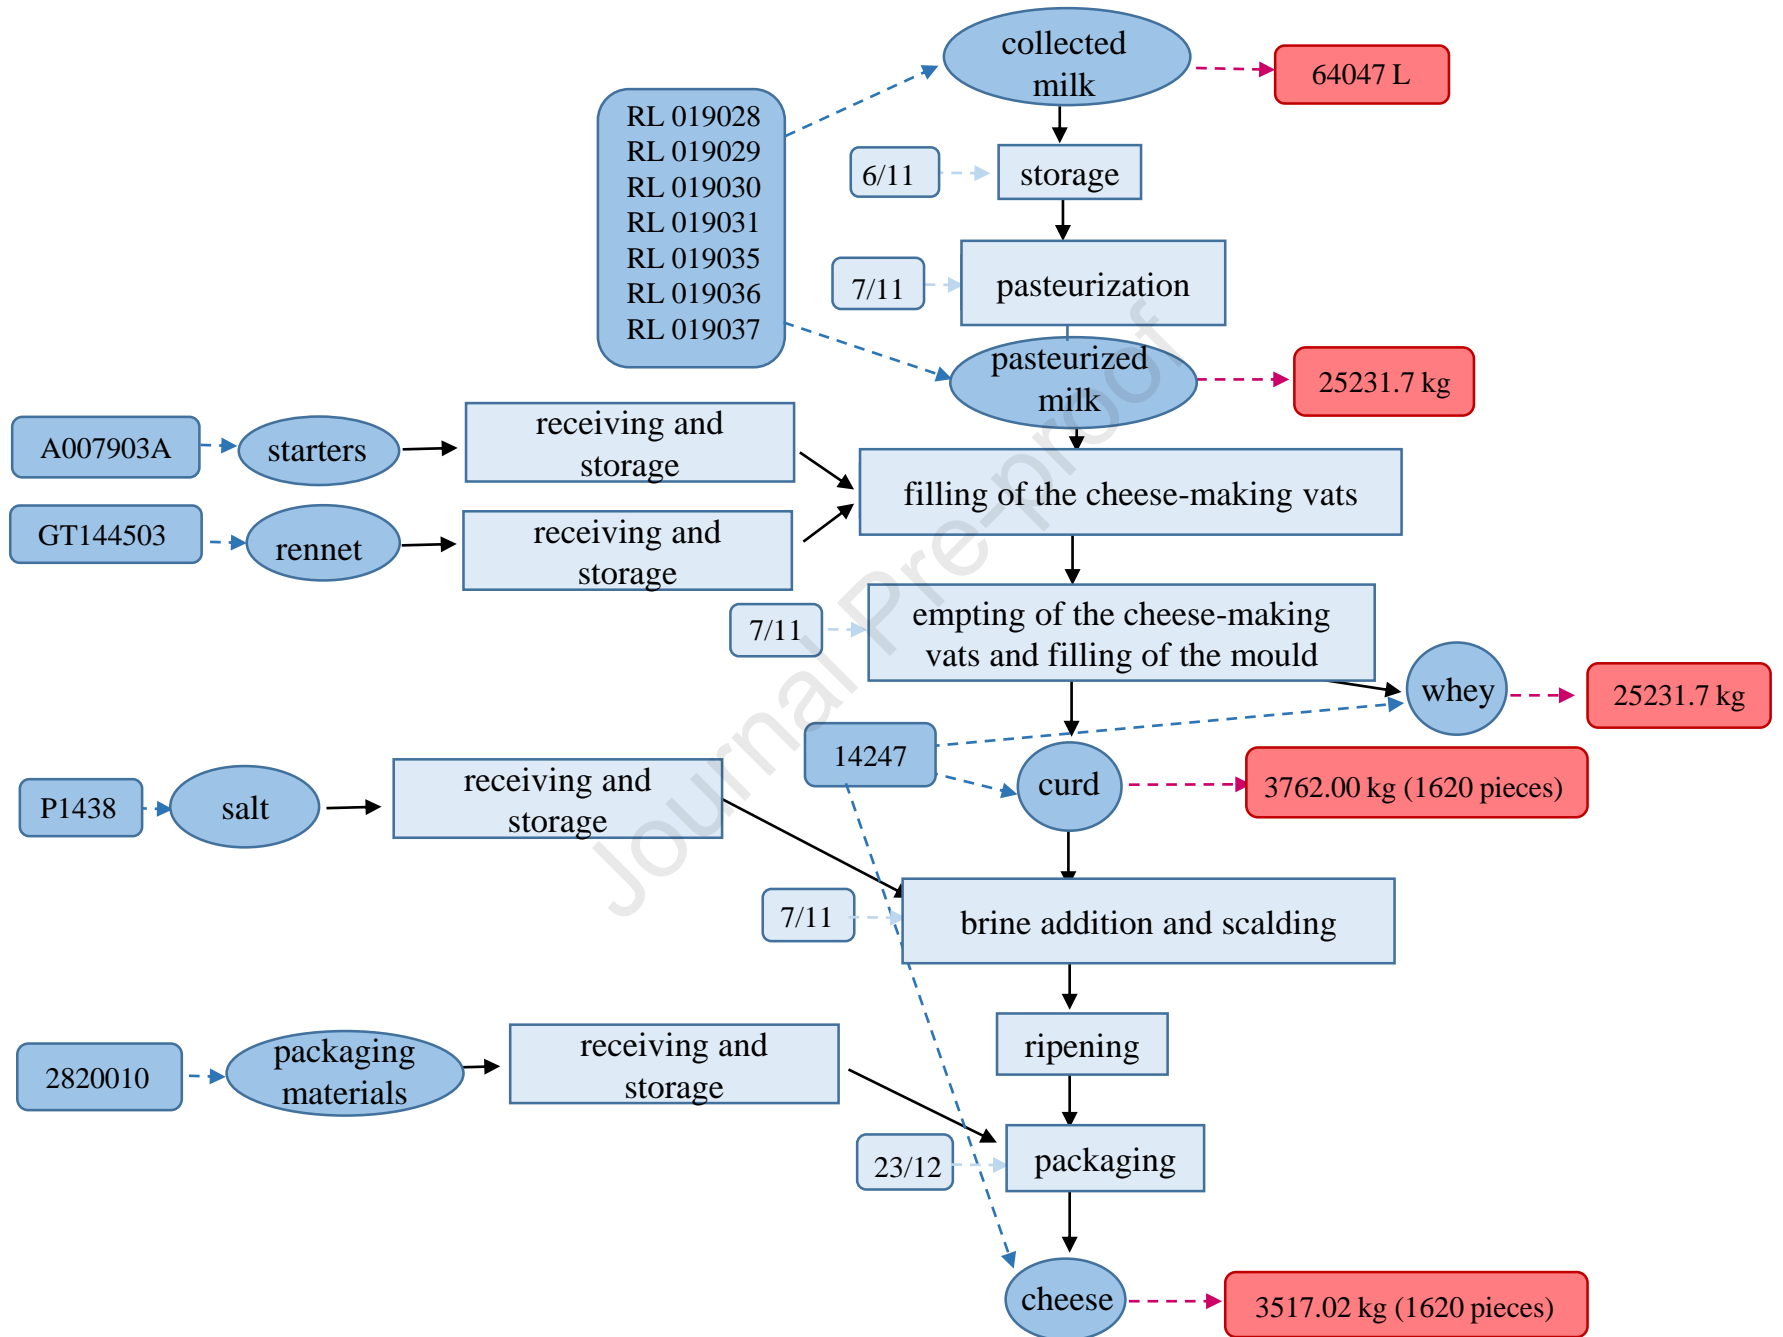 collected
milk
64047 L
RL 019028
RL 019029
RL 019030
RL 019031
RL 019035
RL 019036
RL 019037
6/11
storage
7/11
pasteurization
pasteurized
milk
25231.7 kg
A007903A
starters
receiving and
storage
filling of the cheese-making vats
GT144503
rennet
receiving and
storage
7/11
empting of the cheese-making
vats and filling of the mould
whey
25231.7 kg
14247
curd
3762.00 kg (1620 pieces)
P1438
salt
receiving and
storage
7/11
brine addition and scalding
ripening
2820010
packaging
materials
receiving and
storage
23/12
packaging
cheese
3517.02 kg (1620 pieces)
Journal Pre-proof